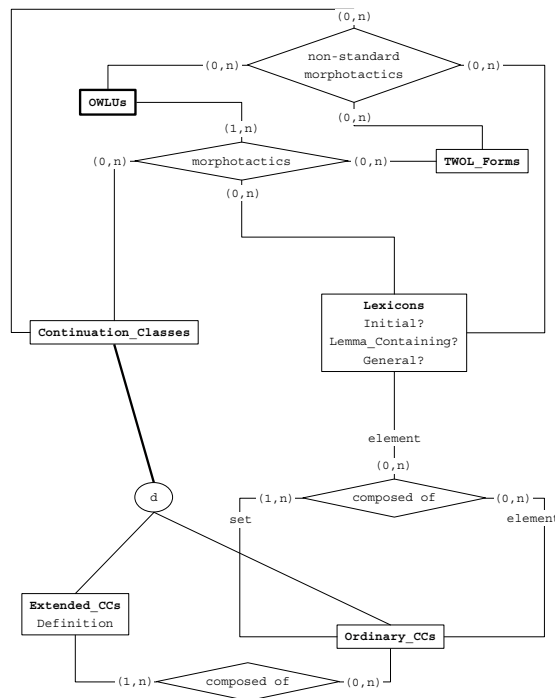 (0,n)
non-standard
morphotactics
(0,n)
(0,n)
OWLUs
(0,n)
(1,n)
(0,n)
morphotactics
(0,n)
TWOL_Forms
(0,n)
Lexicons
Initial?
Lemma_Containing?
General?
Continuation_Classes
element
(0,n)
(1,n)
composed of
(0,n)
set
element
d
Extended_CCs
Definition
Ordinary_CCs
(1,n)
composed of
(0,n)